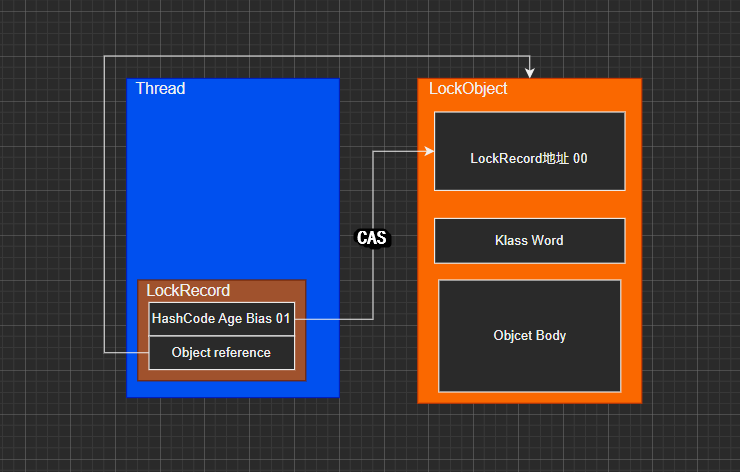 Thread
LockObject
LockRecord地址 00
CAS
Klass Word
LockRecord
HashCode Age Bias 01
Object reference
Objcet Body